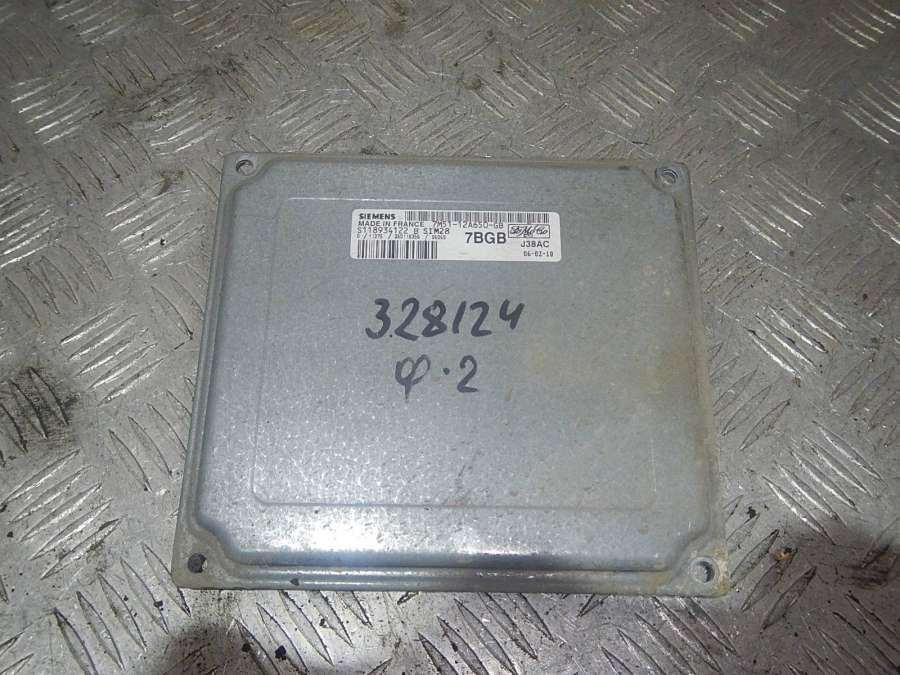 SIEMENS
MADE IN FRANCE 7M51-12A650-GB
S118934122 B SIM28 7BGB
J38AC
06-02-10
328124
φ.2